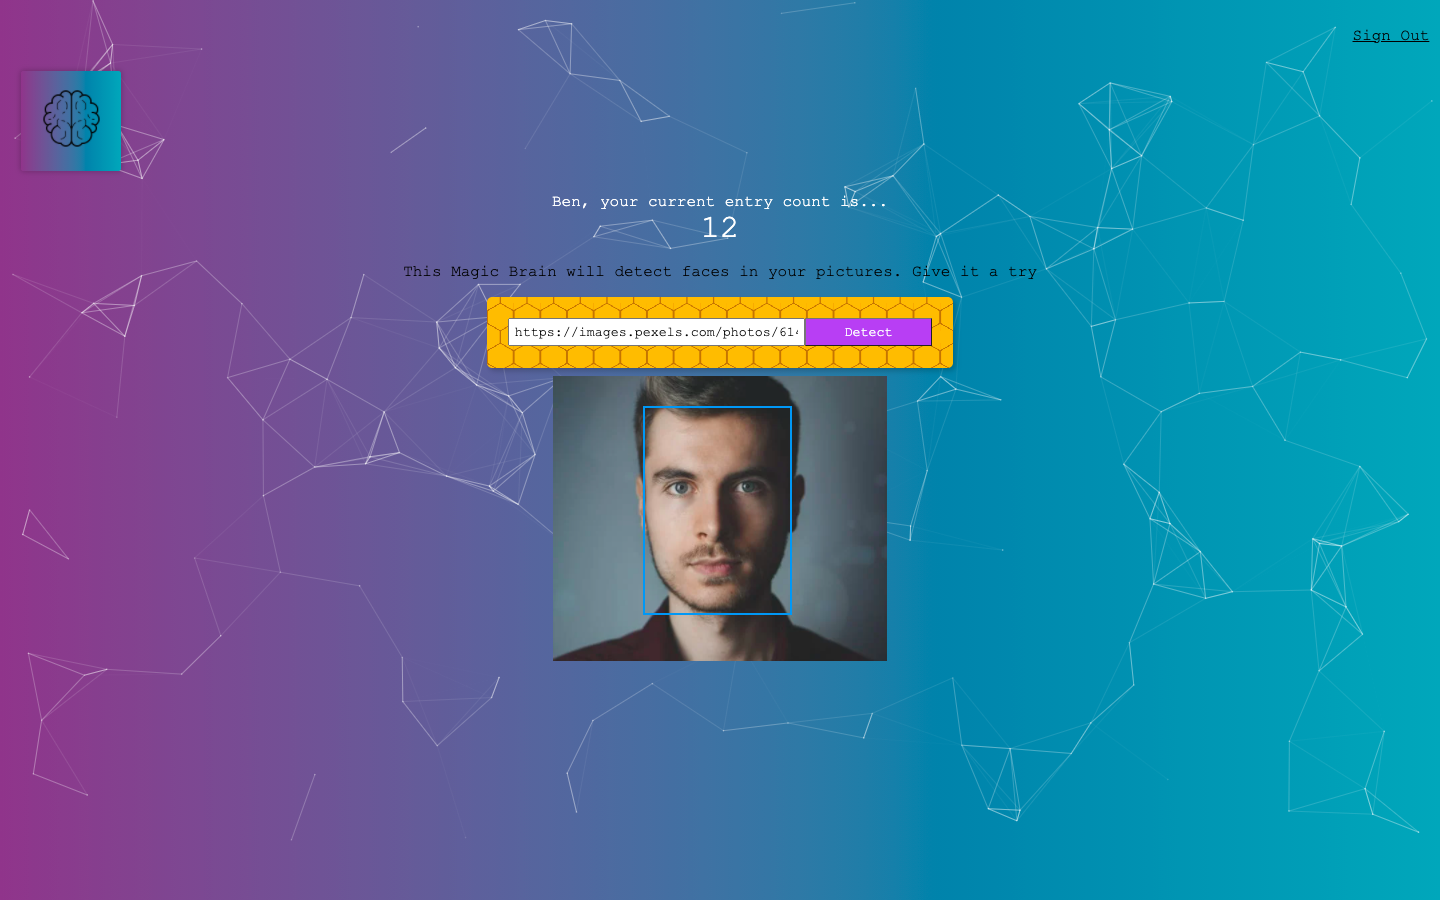 Sign Out
Ben, your current entry count is...
12
This Magic Brain will detect faces in your pictures. Give it a try
https://images.pexels.com/photos/61
Detect